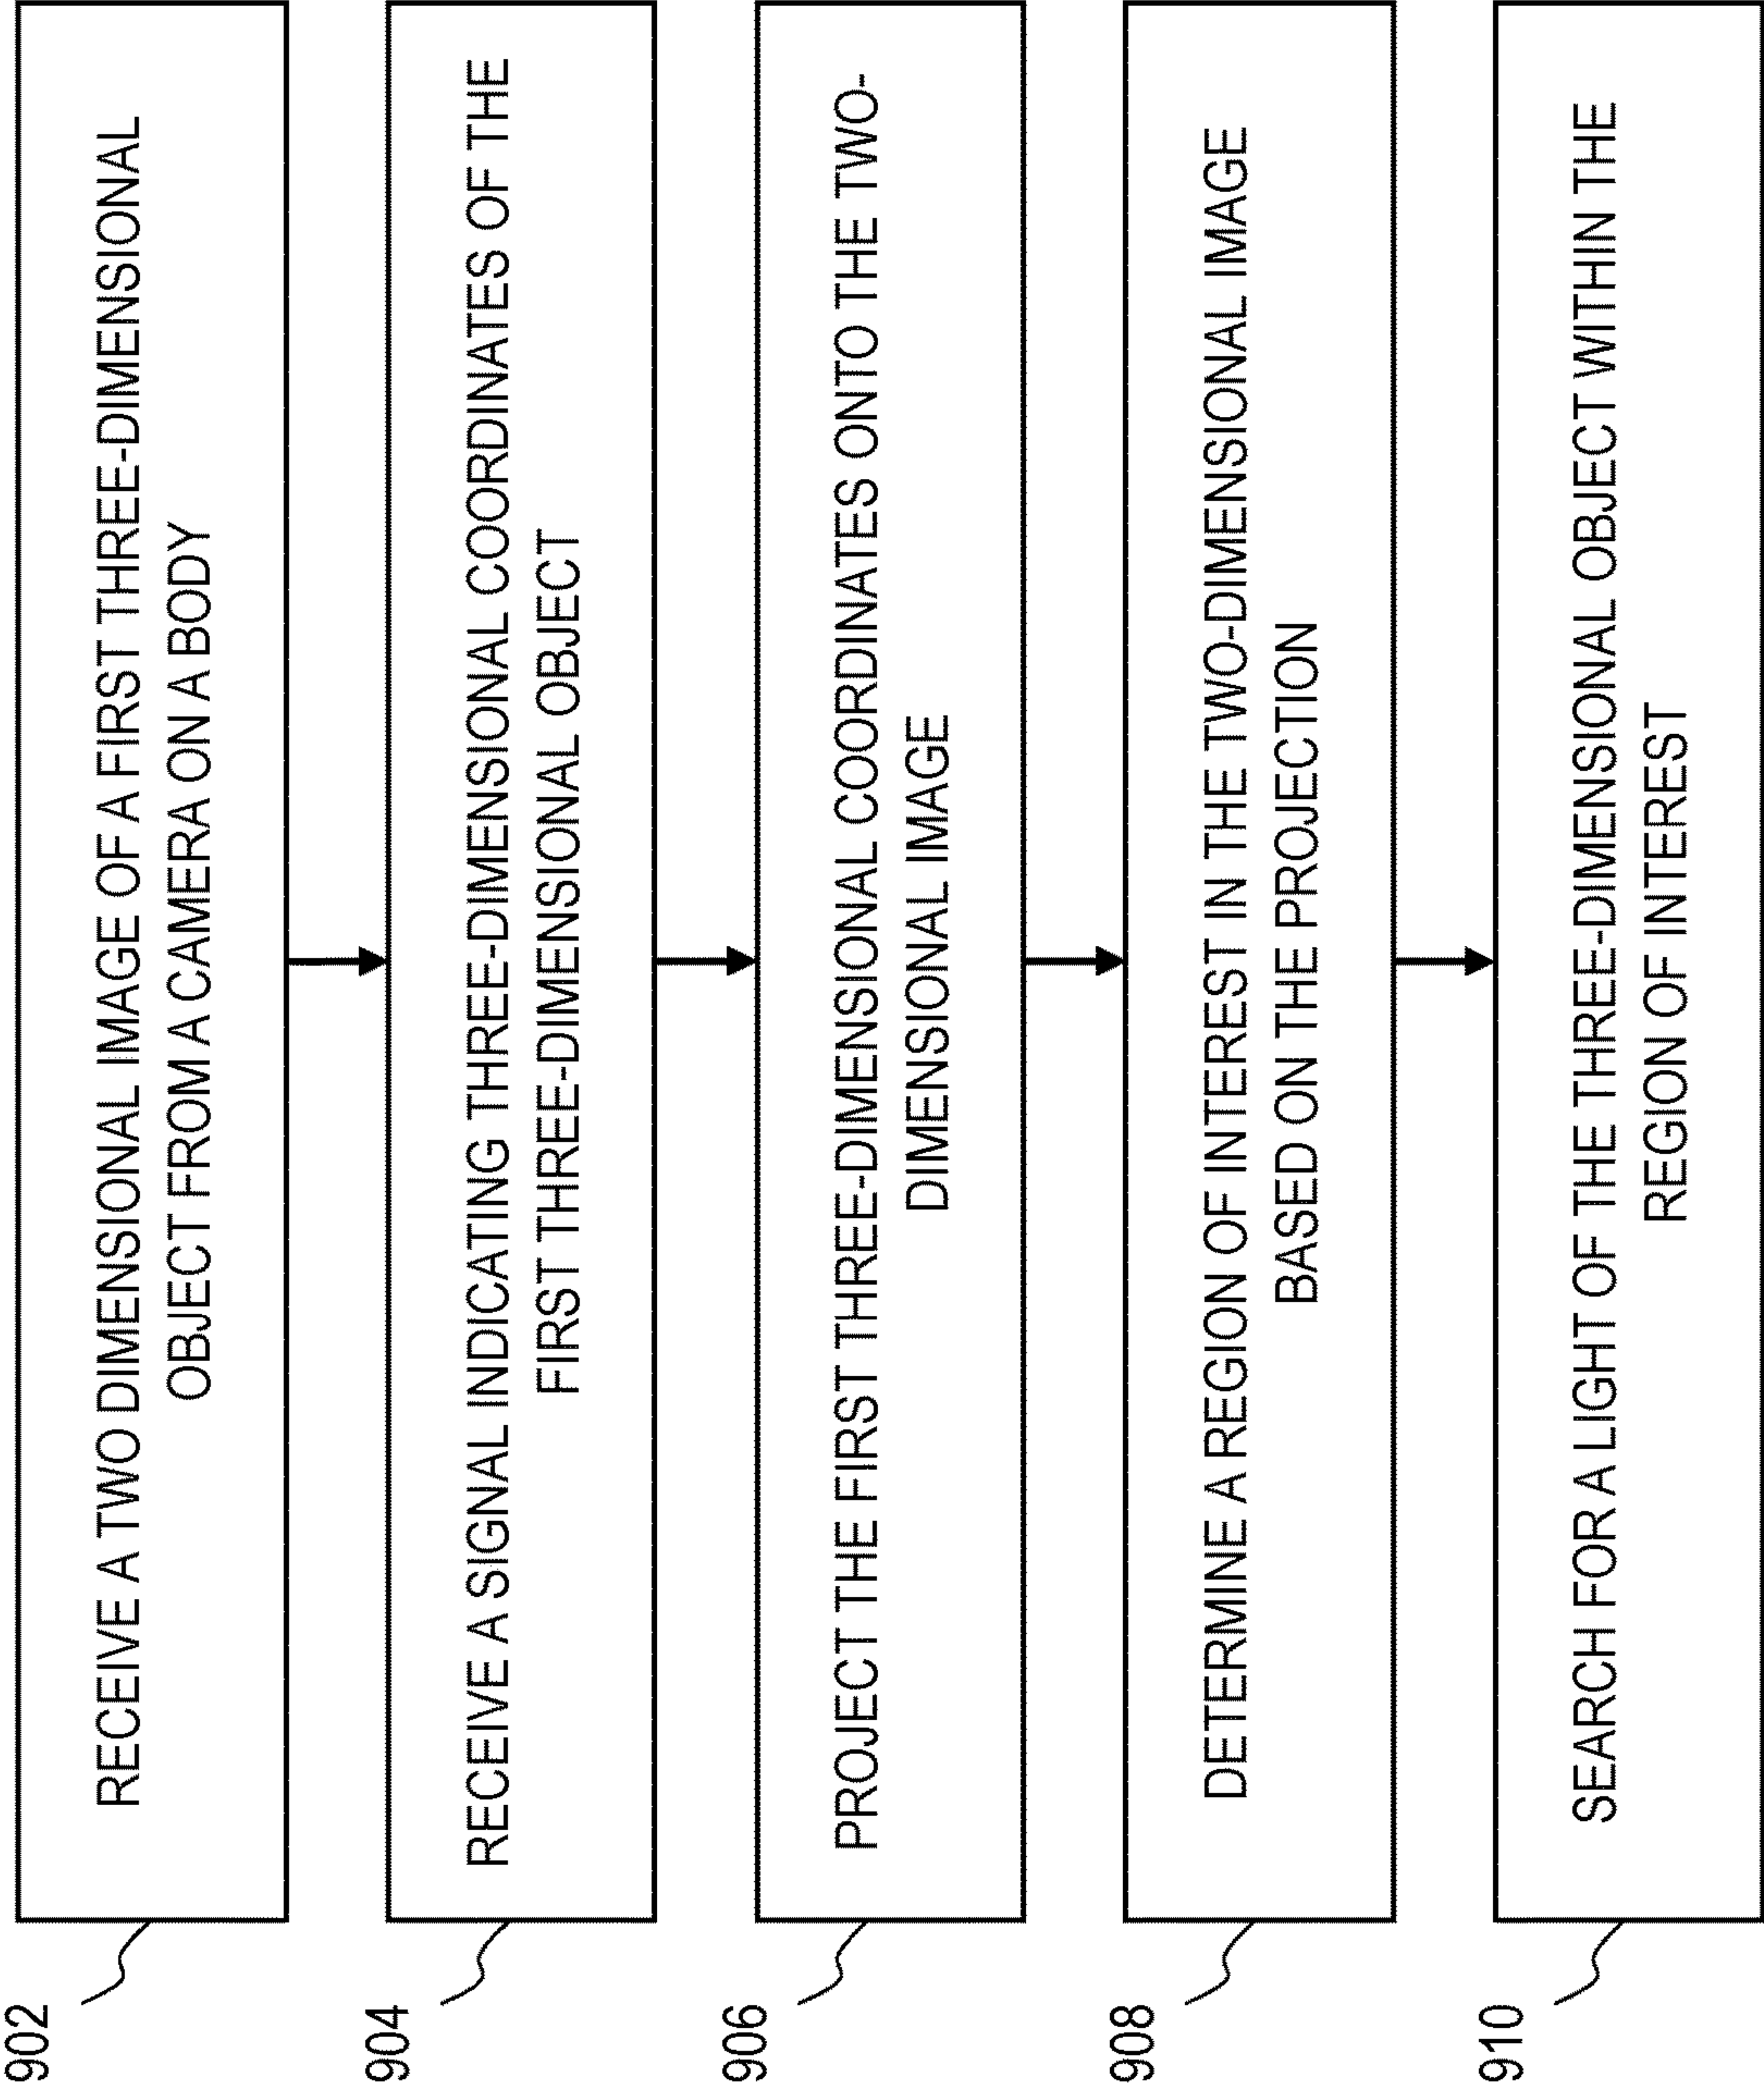 902
RECEIVE A TWO DIMENSIONAL IMAGE OF A FIRST THREE-DIMENSIONAL
OBJECT FROM A CAMERA ON A BODY
904
RECEIVE A SIGNAL INDICATING THREE-DIMENSIONAL COORDINATES OF THE
FIRST THREE-DIMENSIONAL OBJECT
906
PROJECT THE FIRST THREE-DIMENSIONAL COORDINATES ONTO THE TWO-
DIMENSIONAL IMAGE
908
DETERMINE A REGION OF INTEREST IN THE TWO-DIMENSIONAL IMAGE
BASED ON THE PROJECTION
910
SEARCH FOR A LIGHT OF THE THREE-DIMENSIONAL OBJECT WITHIN THE
REGION OF INTEREST